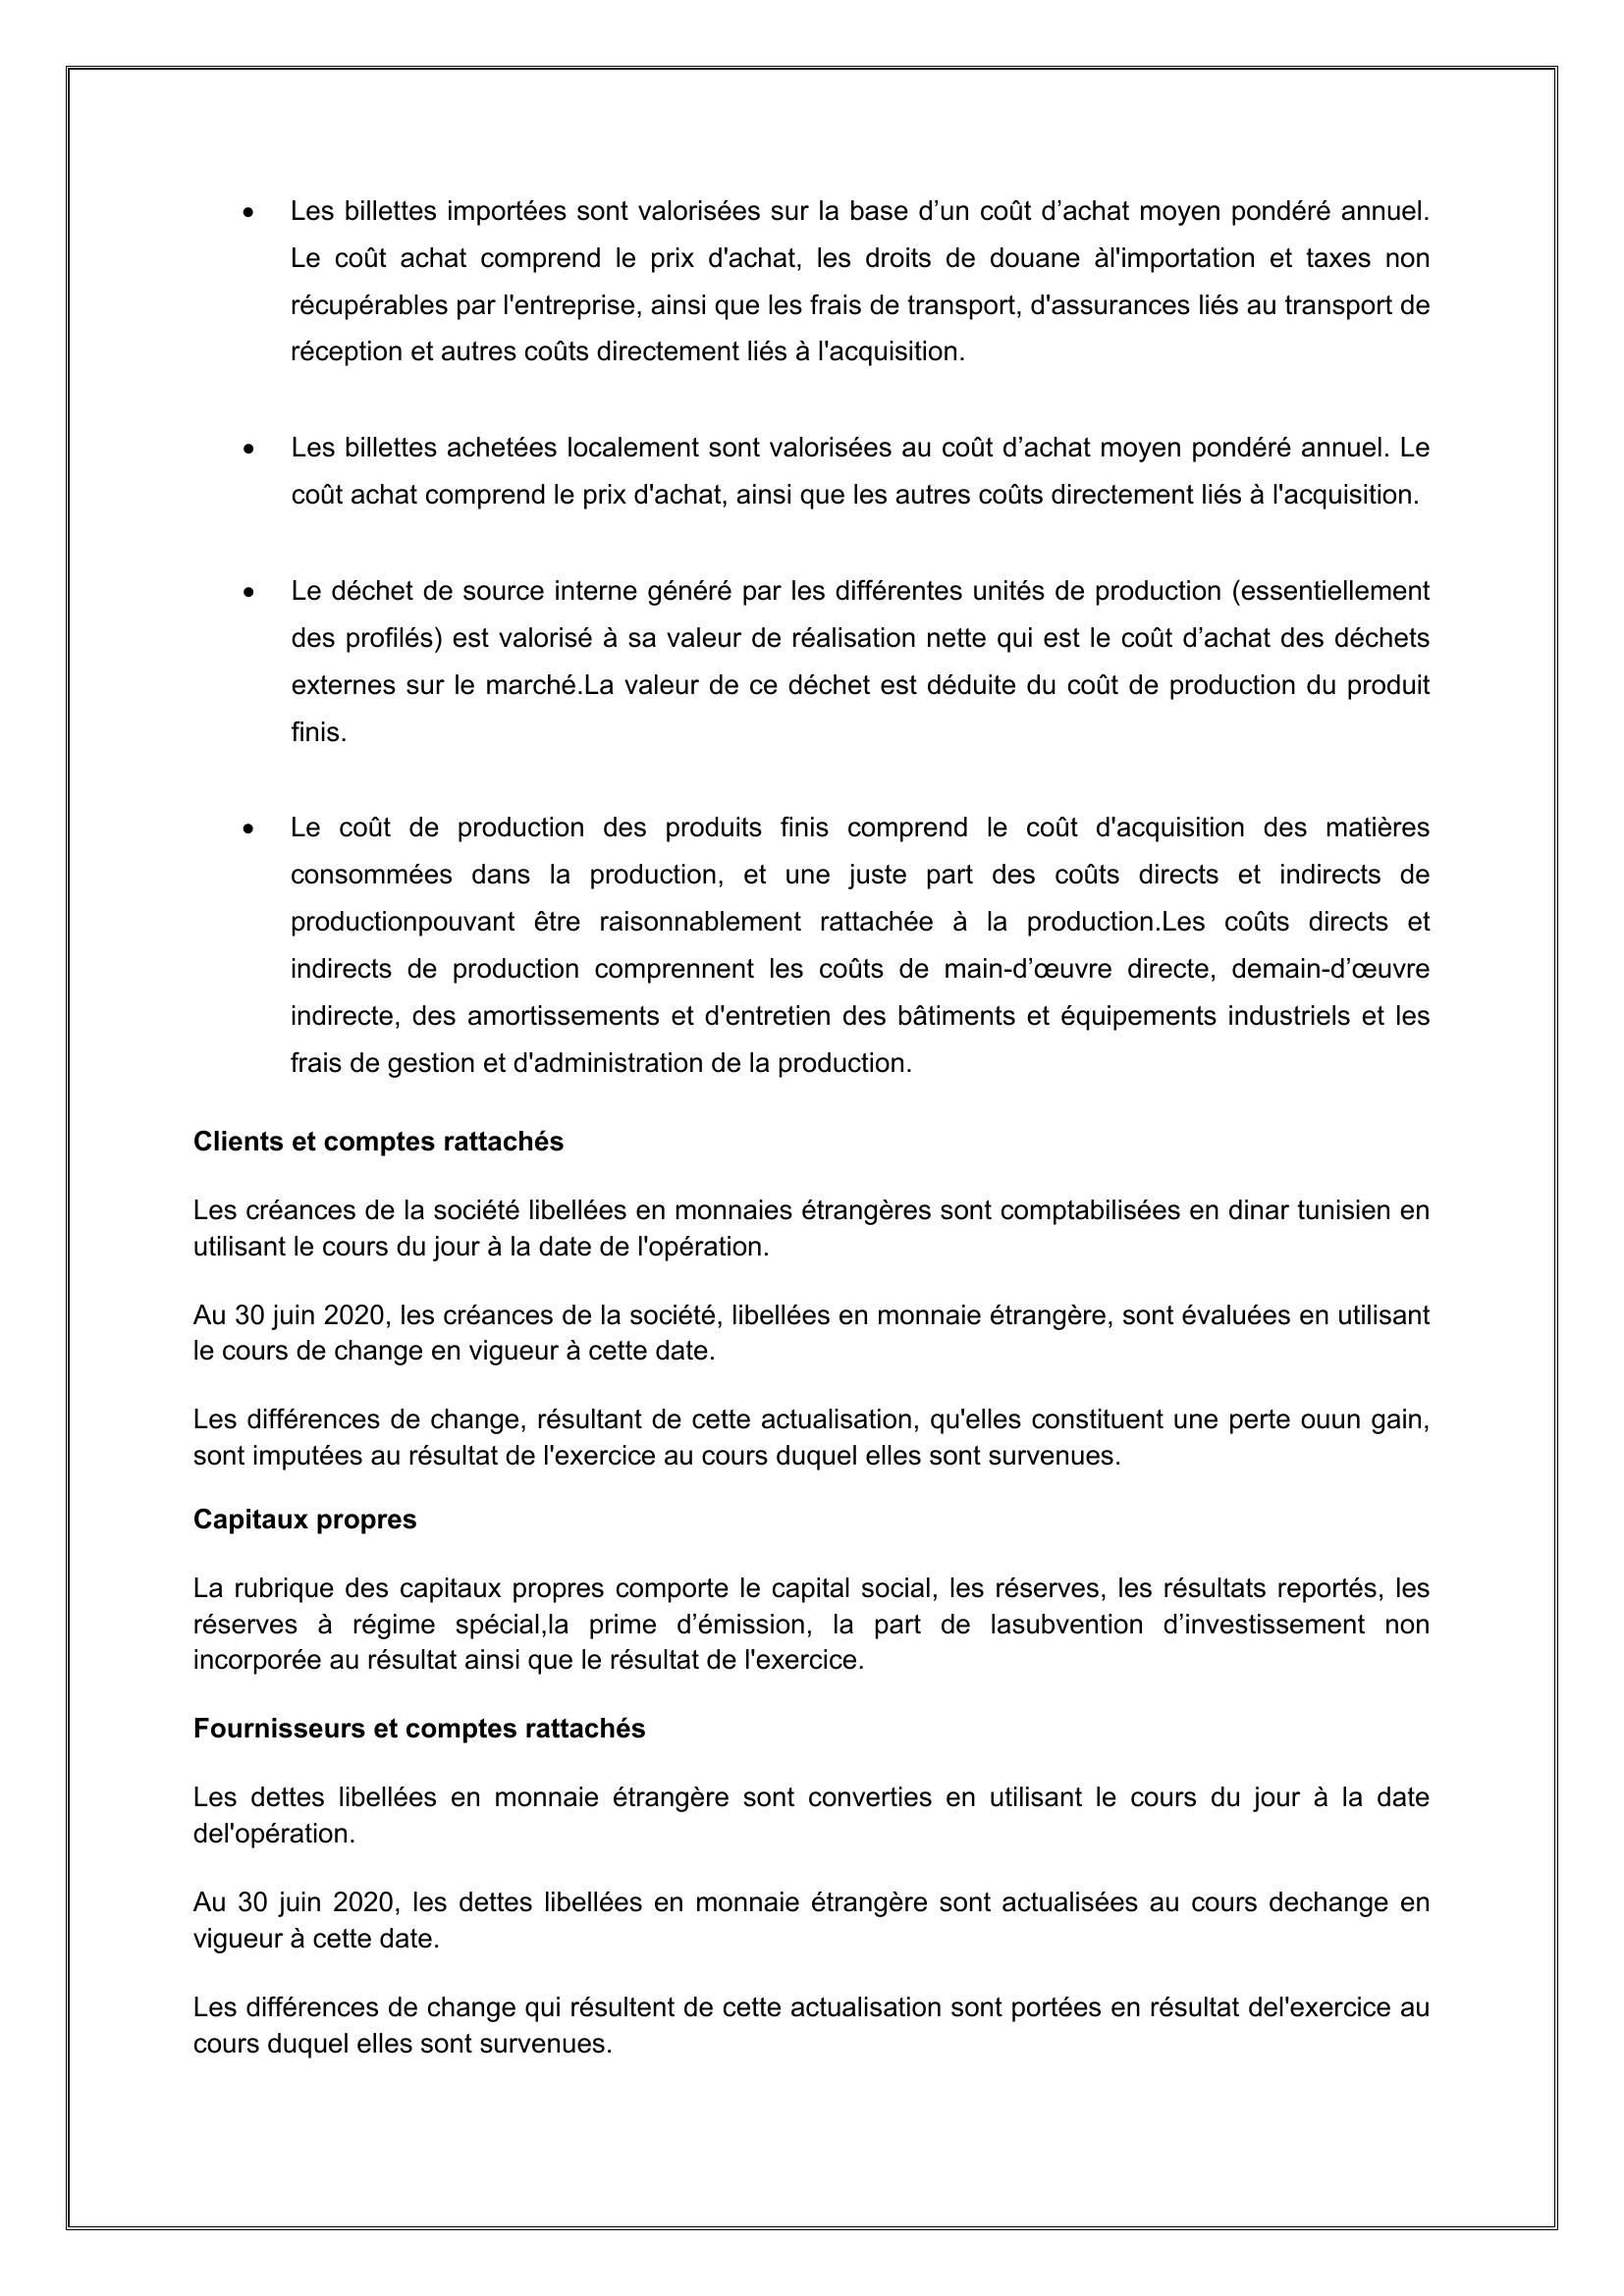 • Les billettes importées sont valorisées sur la base d’un coût d’achat moyen pondéré annuel.
Le coût achat comprend le prix d'achat, les droits de douane àl'importation et taxes non
récupérables par l'entreprise, ainsi que les frais de transport, d'assurances liés au transport de
réception et autres coûts directement liés à l'acquisition.
• Les billettes achetées localement sont valorisées au coût d’achat moyen pondéré annuel. Le
coût achat comprend le prix d'achat, ainsi que les autres coûts directement liés à l'acquisition.
• Le déchet de source interne généré par les différentes unités de production (essentiellement
des profilés) est valorisé à sa valeur de réalisation nette qui est le coût d’achat des déchets
externes sur le marché.La valeur de ce déchet est déduite du coût de production du produit
finis.
• Le coût de production des produits finis comprend le coût d'acquisition des matières
consommées dans la production, et une juste part des coûts directs et indirects de
productionpouvant être raisonnablement rattachée à la production.Les coûts directs et
indirects de production comprennent les coûts de main-d’œuvre directe, demain-d’œuvre
indirecte, des amortissements et d'entretien des bâtiments et équipements industriels et les
frais de gestion et d'administration de la production.
Clients et comptes rattachés
Les créances de la société libellées en monnaies étrangères sont comptabilisées en dinar tunisien en
utilisant le cours du jour à la date de l'opération.
Au 30 juin 2020, les créances de la société, libellées en monnaie étrangère, sont évaluées en utilisant
le cours de change en vigueur à cette date.
Les différences de change, résultant de cette actualisation, qu'elles constituent une perte ouun gain,
sont imputées au résultat de l'exercice au cours duquel elles sont survenues.
Capitaux propres
La rubrique des capitaux propres comporte le capital social, les réserves, les résultats reportés, les
réserves à régime spécial,la prime d’émission, la part de lasubvention d’investissement non
incorporée au résultat ainsi que le résultat de l'exercice.
Fournisseurs et comptes rattachés
Les dettes libellées en monnaie étrangère sont converties en utilisant le cours du jour à la date
del'opération.
Au 30 juin 2020, les dettes libellées en monnaie étrangère sont actualisées au cours dechange en
vigueur à cette date.
Les différences de change qui résultent de cette actualisation sont portées en résultat del'exercice au
cours duquel elles sont survenues.